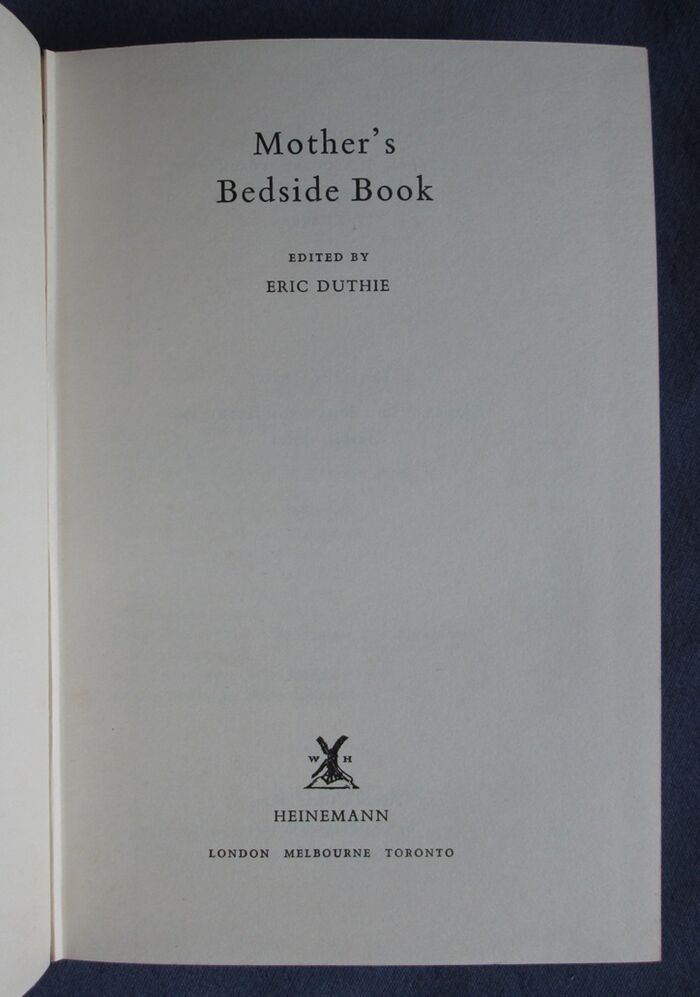 Mother's
Bedside Book
EDITED BY
ERIC DUTHIE
W H
HEINEMANN
LONDON MELBOURNE TORONTO